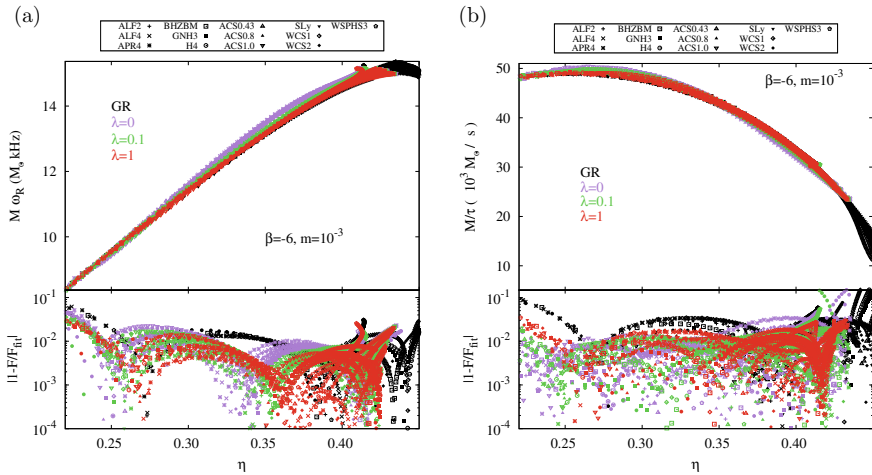 (a)
ALF2 BHZBM ACS0.43 SLy WSPHS3
ALF4 GNH3 ACS0.8 WCS1
APR4 H4 ACS1.0 WCS2
M ω_R (M_⊙ kHz)
14
12
10
GR
λ=0
λ=0.1
λ=1
β=-6, m=10⁻³
||1-F/F_fit||
10⁻¹
10⁻²
10⁻³
10⁻⁴
0.25 0.30 0.35 0.40
η
(b)
ALF2 BHZBM ACS0.43 SLy WSPHS3
ALF4 GNH3 ACS0.8 WCS1
APR4 H4 ACS1.0 WCS2
M/τ ( 10³ M_⊙ / s)
50
40
30
20
10
β=-6, m=10⁻³
GR
λ=0
λ=0.1
λ=1
||1-F/F_fit||
10⁻¹
10⁻²
10⁻³
10⁻⁴
0.25 0.30 0.35 0.40
η